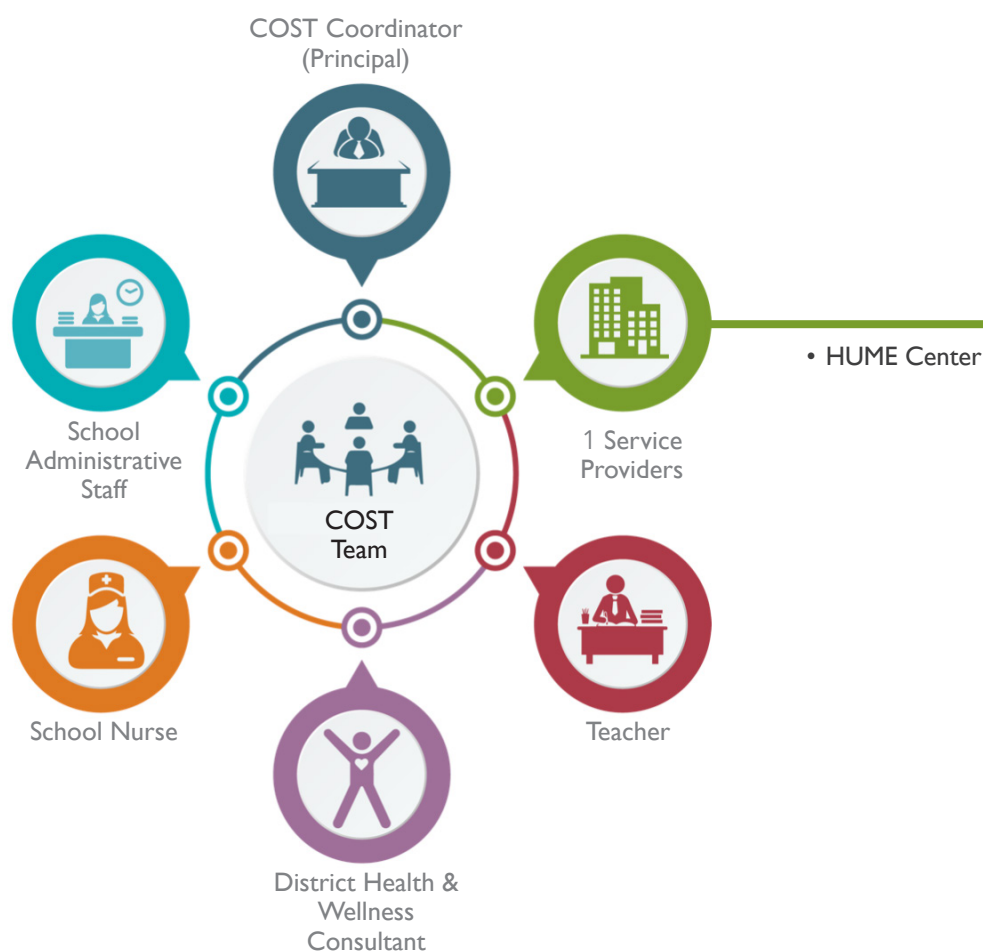 COST Coordinator
(Principal)
• HUME Center
School
Administrative
Staff
1 Service
Providers
COST
Team
School Nurse
Teacher
District Health &
Wellness
Consultant